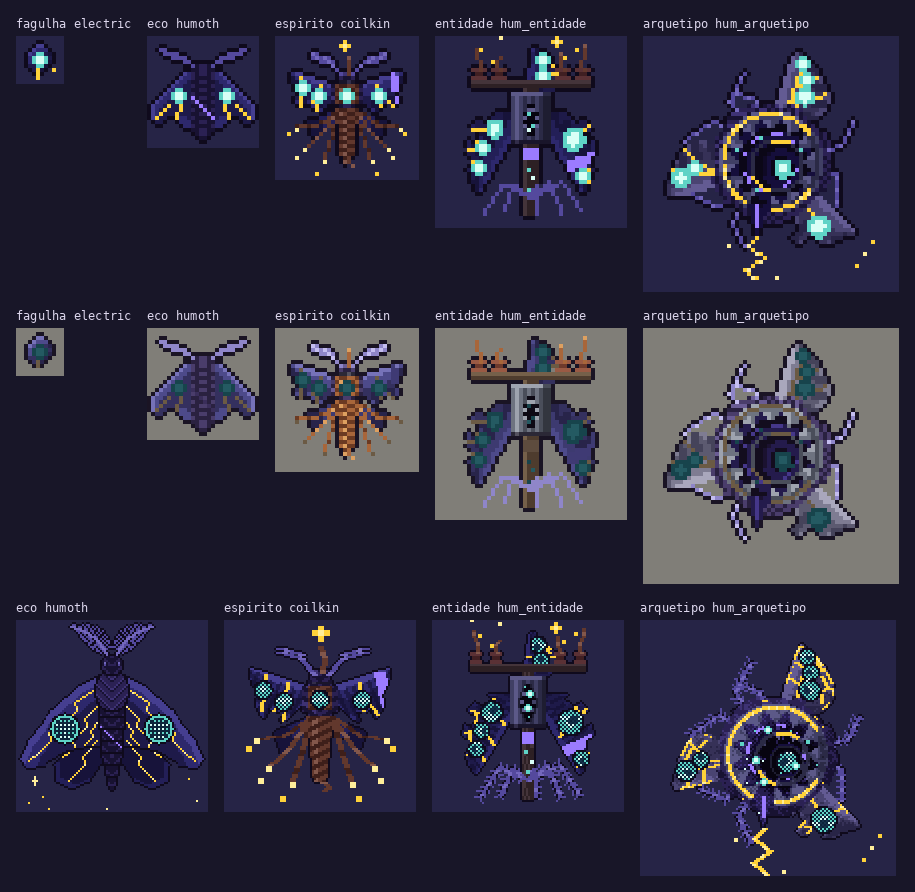 fagulha electric
eco humoth
espirito coilkin
entidade hum_entidade
arquetipo hum_arquetipo
fagulha electric
eco humoth
espirito coilkin
entidade hum_entidade
arquetipo hum_arquetipo
eco humoth
espirito coilkin
entidade hum_entidade
arquetipo hum_arquetipo